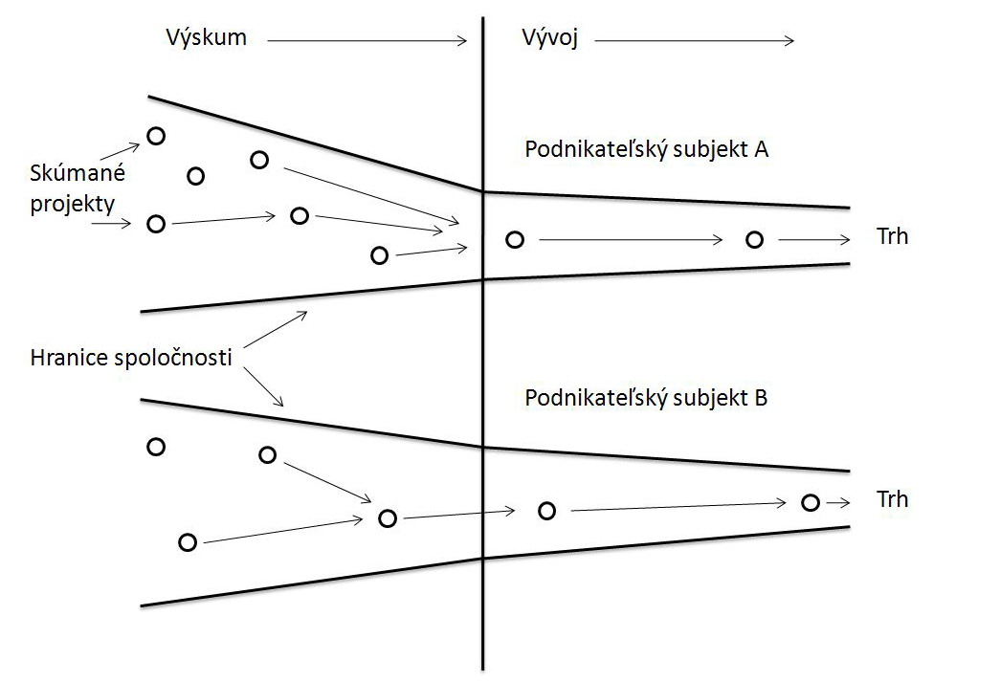 Výskum
Vývoj
Podnikateľský subjekt A
Skúmané
projekty
Trh
Hranice spoločnosti
Podnikateľský subjekt B
Trh